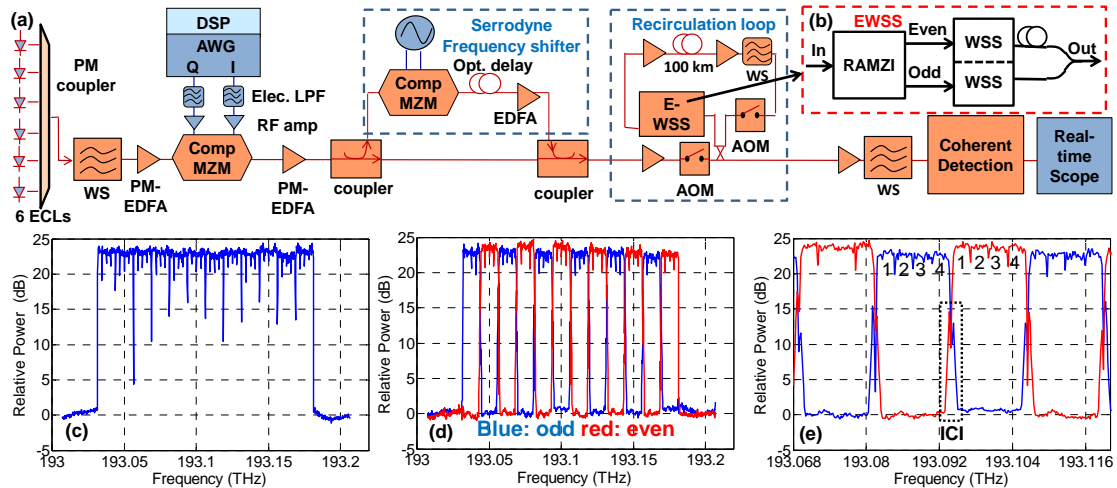 (a)
PM
coupler
6 ECLs
WS
PM-
EDFA
DSP
AWG
Q I
Elec. LPF
RF amp
Comp
MZM
PM-
EDFA
coupler
Serrodyne
Frequency shifter
Opt. delay
Comp
MZM
EDFA
coupler
Recirculation loop
100 km
WS
E-
WSS
AOM
AOM
(b)
EWSS
In
RAMZI
Even
Odd
WSS
WSS
Out
WS
Coherent
Detection
Real-
time
Scope
Relative Power (dB)
25
20
15
10
5
0
-5
(c)
193 193.05 193.1 193.15 193.2
Frequency (THz)
Relative Power (dB)
25
20
15
10
5
0
-5
(d)
Blue: odd red: even
193 193.05 193.1 193.15 193.2
Frequency (THz)
Relative Power (dB)
25
20
15
10
5
0
-5
1 2 3 4
1 2 3 4
(e)
ICI
193.068 193.08 193.092 193.104 193.116
Frequency (THz)